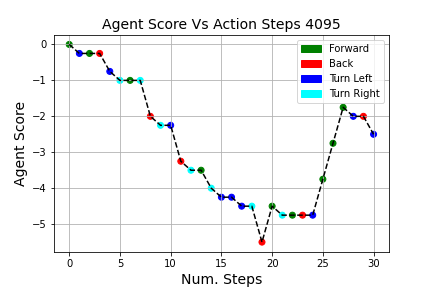 Agent Score Vs Action Steps 4095
Agent Score
0
−1
−2
−3
−4
−5
Forward
Back
Turn Left
Turn Right
0 5 10 15 20 25 30
Num. Steps